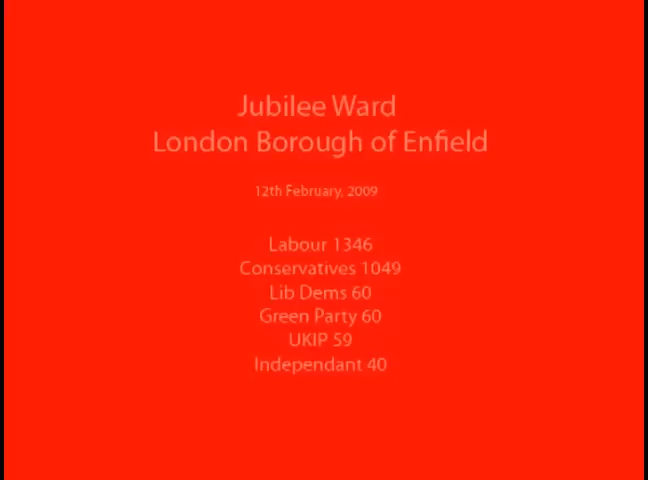 Jubilee Ward
London Borough of Enfield
12th February, 2009
Labour 1346
Conservatives 1049
Lib Dems 60
Green Party 60
UKIP 59
Independant 40